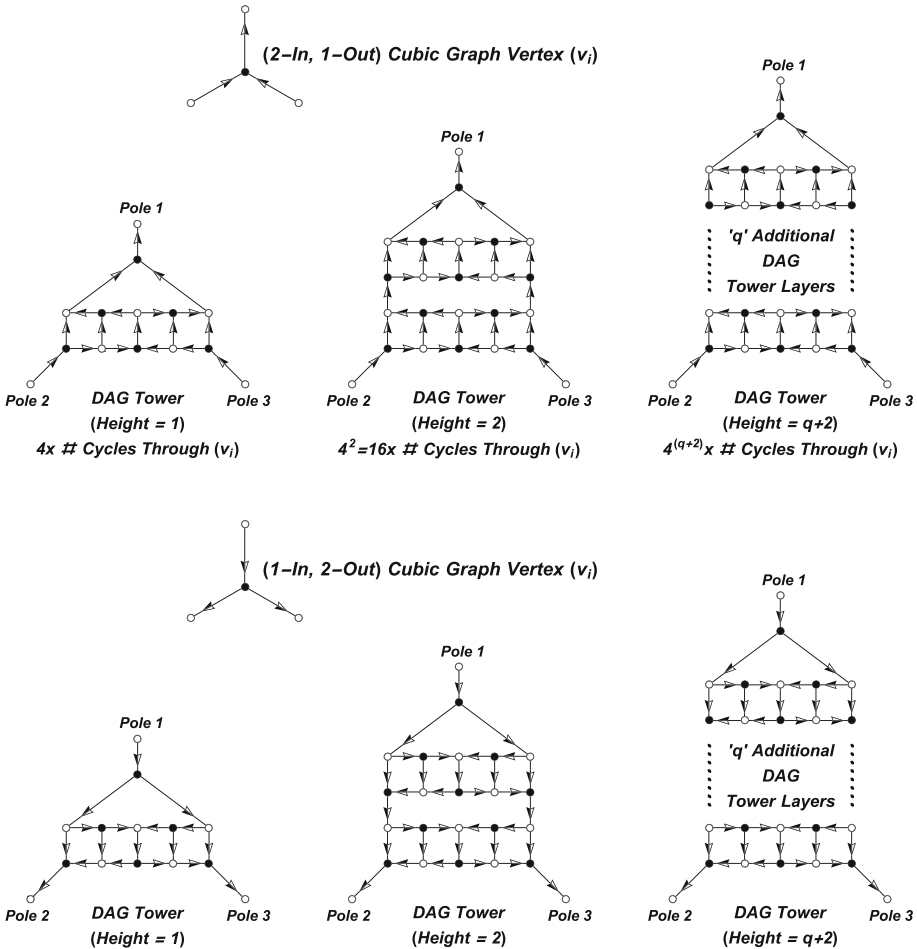 (2-In, 1-Out) Cubic Graph Vertex (vᵢ)
Pole 1
Pole 1
Pole 1
'q' Additional
DAG
Tower Layers
Pole 2
DAG Tower
(Height = 1)
Pole 3
4x # Cycles Through (vᵢ)
Pole 2
DAG Tower
(Height = 2)
Pole 3
4²=16x # Cycles Through (vᵢ)
Pole 2
DAG Tower
(Height = q+2)
Pole 3
4⁽q⁺²⁾x # Cycles Through (vᵢ)
(1-In, 2-Out) Cubic Graph Vertex (vᵢ)
Pole 1
Pole 1
Pole 1
'q' Additional
DAG
Tower Layers
Pole 2
DAG Tower
(Height = 1)
Pole 3
Pole 2
DAG Tower
(Height = 2)
Pole 3
Pole 2
DAG Tower
(Height = q+2)
Pole 3